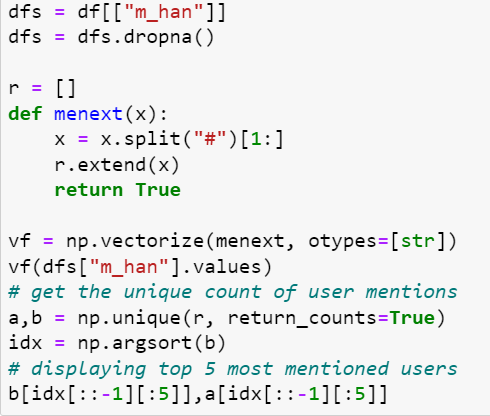 dfs = df[["m_han"]]
dfs = dfs.dropna()
r = []
def menext(x):
    x = x.split("#")[1:]
    r.extend(x)
    return True
vf = np.vectorize(menext, otypes=[str])
vf(dfs["m_han"].values)
# get the unique count of user mentions
a,b = np.unique(r, return_counts=True)
idx = np.argsort(b)
# displaying top 5 most mentioned users
b[idx[::-1][:5]],a[idx[::-1][:5]]